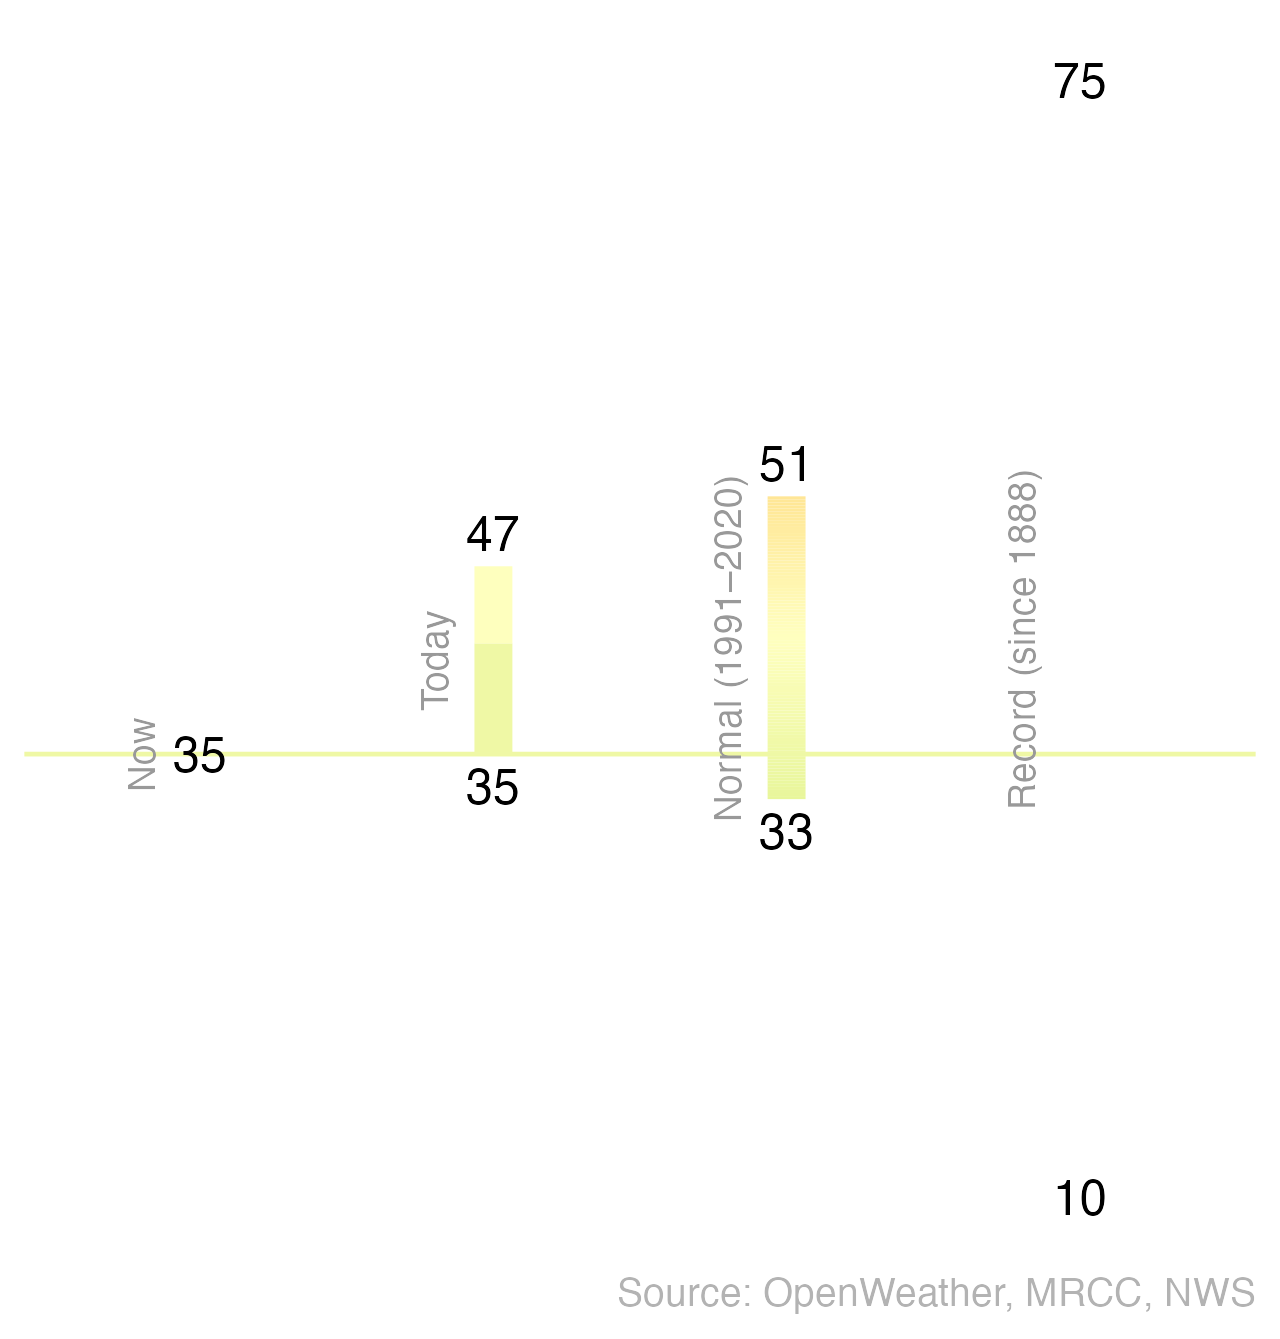 75
51
47
Now
35
Today
35
Normal (1991–2020)
33
Record (since 1888)
10
Source: OpenWeather, MRCC, NWS